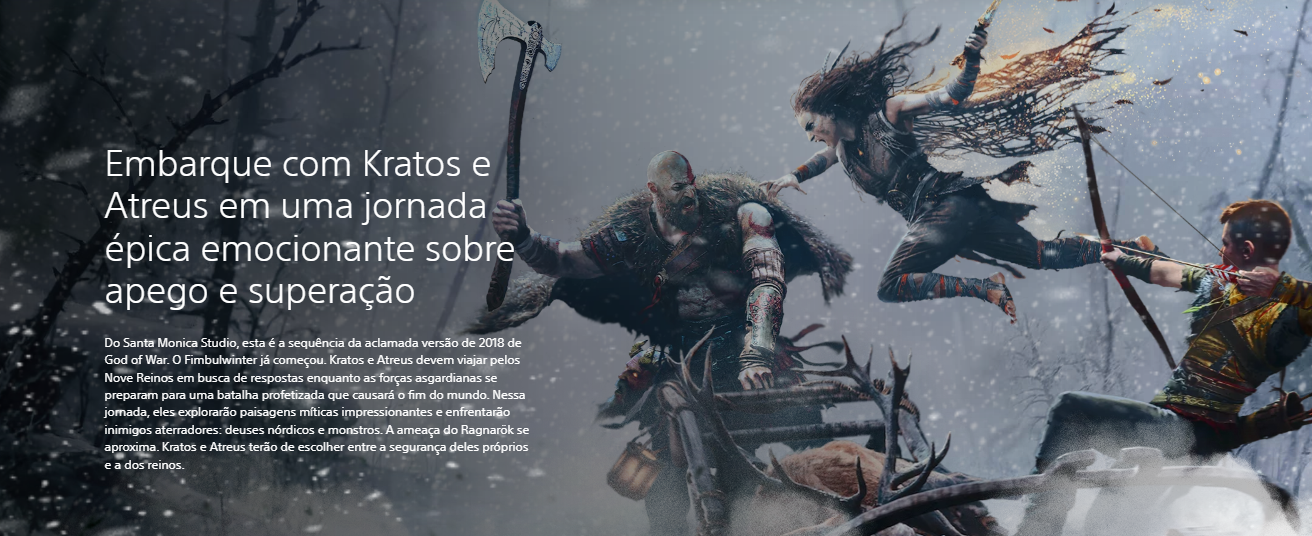 Embarque com Kratos e
Atreus em uma jornada
épica emocionante sobre
apego e superação
Do Santa Monica Studio, esta é a sequência da aclamada versão de 2018 de
God of War. O Fimbulwinter já começou. Kratos e Atreus devem viajar pelos
Nove Reinos em busca de respostas enquanto as forças asgardianas se
preparam para uma batalha profetizada que causará o fim do mundo. Nessa
jornada, eles explorarão paisagens míticas impressionantes e enfrentarão
inimigos aterradores: deuses nórdicos e monstros. A ameaça do Ragnarök se
aproxima. Kratos e Atreus terão de escolher entre a segurança deles próprios
e a dos reinos.